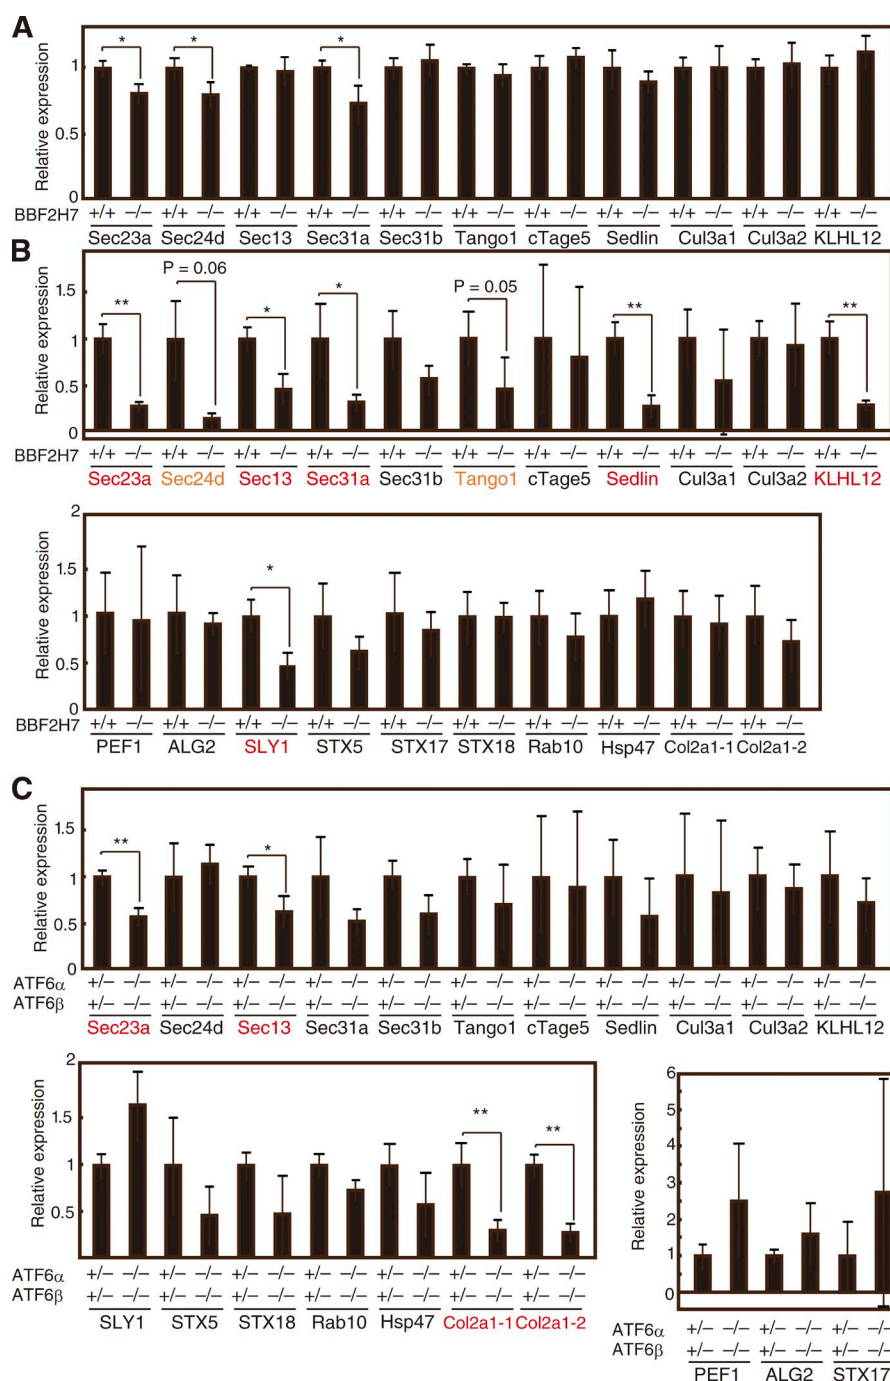 A
Relative expression
1
0.5
0
* * *
BBF2H7 +/+ −/− +/+ −/− +/+ −/− +/+ −/− +/+ −/− +/+ −/− +/+ −/− +/+ −/− +/+ −/− +/+ −/− +/+ −/−
Sec23a Sec24d Sec13 Sec31a Sec31b Tango1 cTage5 Sedlin Cul3a1 Cul3a2 KLHL12
B
Relative expression
1.5
1
0.5
0
** P = 0.06 * * P = 0.05 ** **
BBF2H7 +/+ −/− +/+ −/− +/+ −/− +/+ −/− +/+ −/− +/+ −/− +/+ −/− +/+ −/− +/+ −/− +/+ −/− +/+ −/−
Sec23a Sec24d Sec13 Sec31a Sec31b Tango1 cTage5 Sedlin Cul3a1 Cul3a2 KLHL12
Relative expression
2
1.5
1
0.5
0
*
BBF2H7 +/+ −/− +/+ −/− +/+ −/− +/+ −/− +/+ −/− +/+ −/− +/+ −/− +/+ −/− +/+ −/− +/+ −/−
PEF1 ALG2 SLY1 STX5 STX17 STX18 Rab10 Hsp47 Col2a1-1 Col2a1-2
C
Relative expression
1.5
1
0.5
0
** *
ATF6α +/− −/− +/− −/− +/− −/− +/− −/− +/− −/− +/− −/− +/− −/− +/− −/− +/− −/− +/− −/− +/− −/−
ATF6β +/− −/− +/− −/− +/− −/− +/− −/− +/− −/− +/− −/− +/− −/− +/− −/− +/− −/− +/− −/− +/− −/−
Sec23a Sec24d Sec13 Sec31a Sec31b Tango1 cTage5 Sedlin Cul3a1 Cul3a2 KLHL12
Relative expression
2
1.5
1
0.5
** **
ATF6α +/− −/− +/− −/− +/− −/− +/− −/− +/− −/− +/− −/− +/− −/−
ATF6β +/− −/− +/− −/− +/− −/− +/− −/− +/− −/− +/− −/− +/− −/−
SLY1 STX5 STX18 Rab10 Hsp47 Col2a1-1 Col2a1-2
Relative expression
6
5
4
3
2
1
0
ATF6α +/− −/− +/− −/− +/− −/−
ATF6β +/− −/− +/− −/− +/− −/−
PEF1 ALG2 STX17